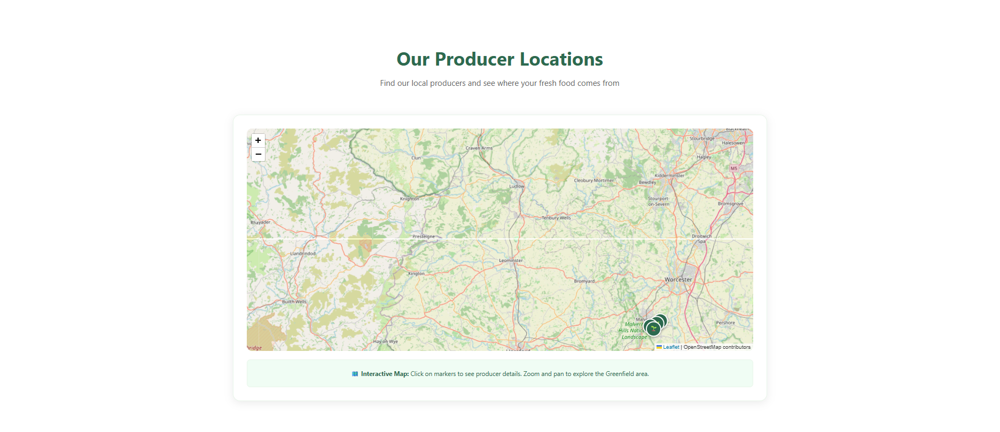 Our Producer Locations
Find our local producers and see where your fresh food comes from
+
−
Blackheath
Stourbridge
Halesowen
Craven Arms
Clun
Hagley
M5
Kidderminster
Cleobury Mortimer
Bewdley
Ludlow
Knighton
Stourport
-on-Severn
Bromsgrove
Tenbury Wells
Rhayader
Presteigne
Droitwich
Spa
Llandrindod
Leominster
Kington
Worcester
Bromyard
Builth Wells
Pershore
Malvern
Hills National
Landscape
Hay on Wye
Hereford
Leaflet | OpenStreetMap contributors
Interactive Map: Click on markers to see producer details. Zoom and pan to explore the Greenfield area.